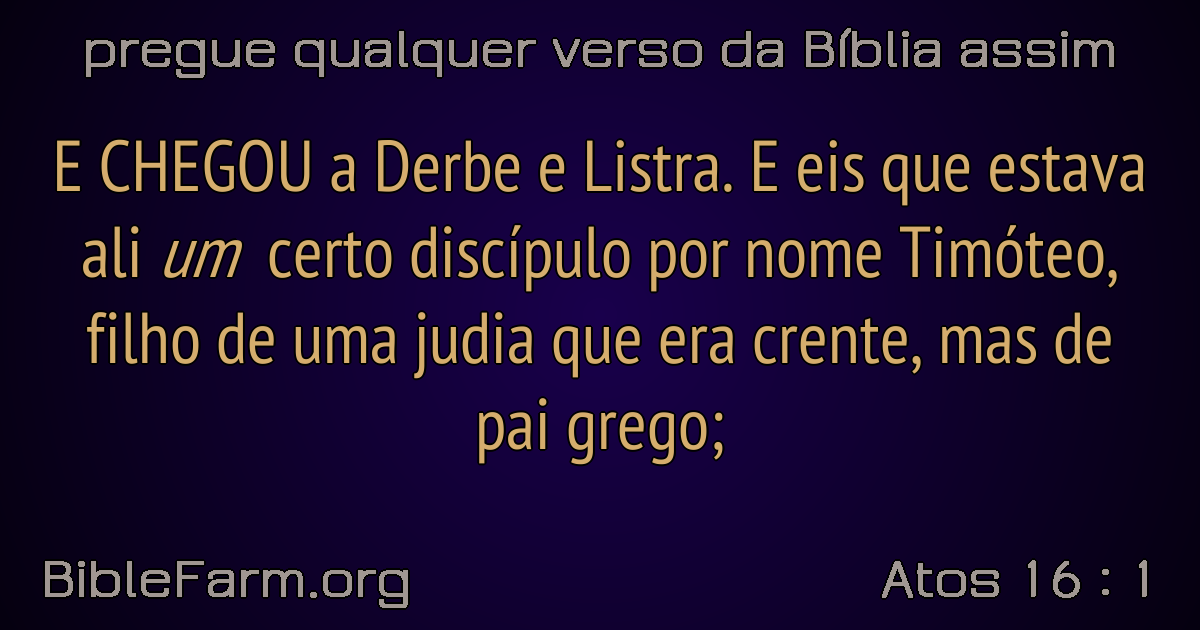 pregue qualquer verso da Bíblia assim
E CHEGOU a Derbe e Listra. E eis que estava
ali um certo discípulo por nome Timóteo,
filho de uma judia que era crente, mas de
pai grego;
BibleFarm.org
Atos 16 : 1